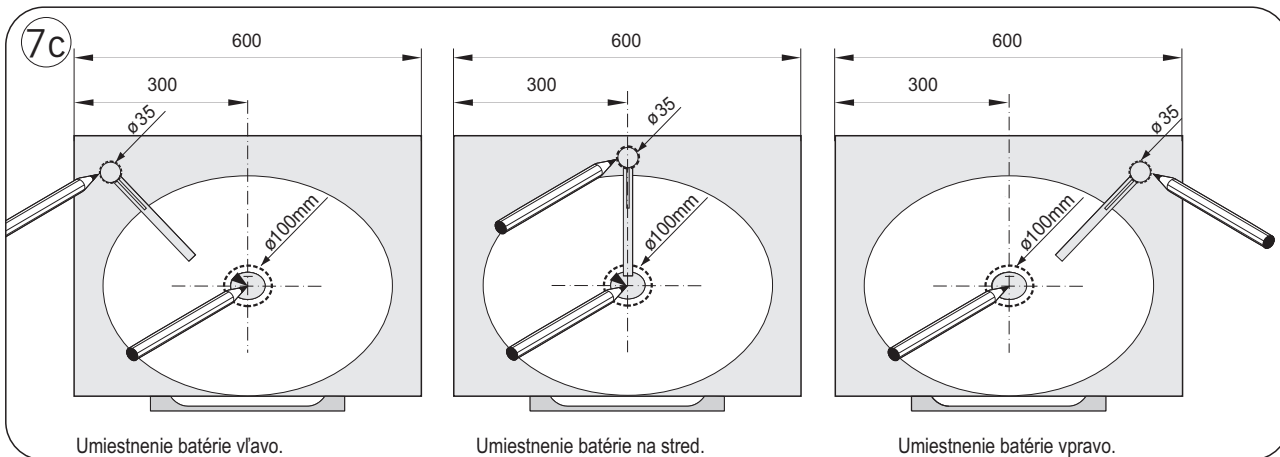 7c
600
300
ø35
ø100mm
Umiestnenie batérie vľavo.
600
300
ø35
ø100mm
Umiestnenie batérie na stred.
600
300
ø35
ø100mm
Umiestnenie batérie vpravo.